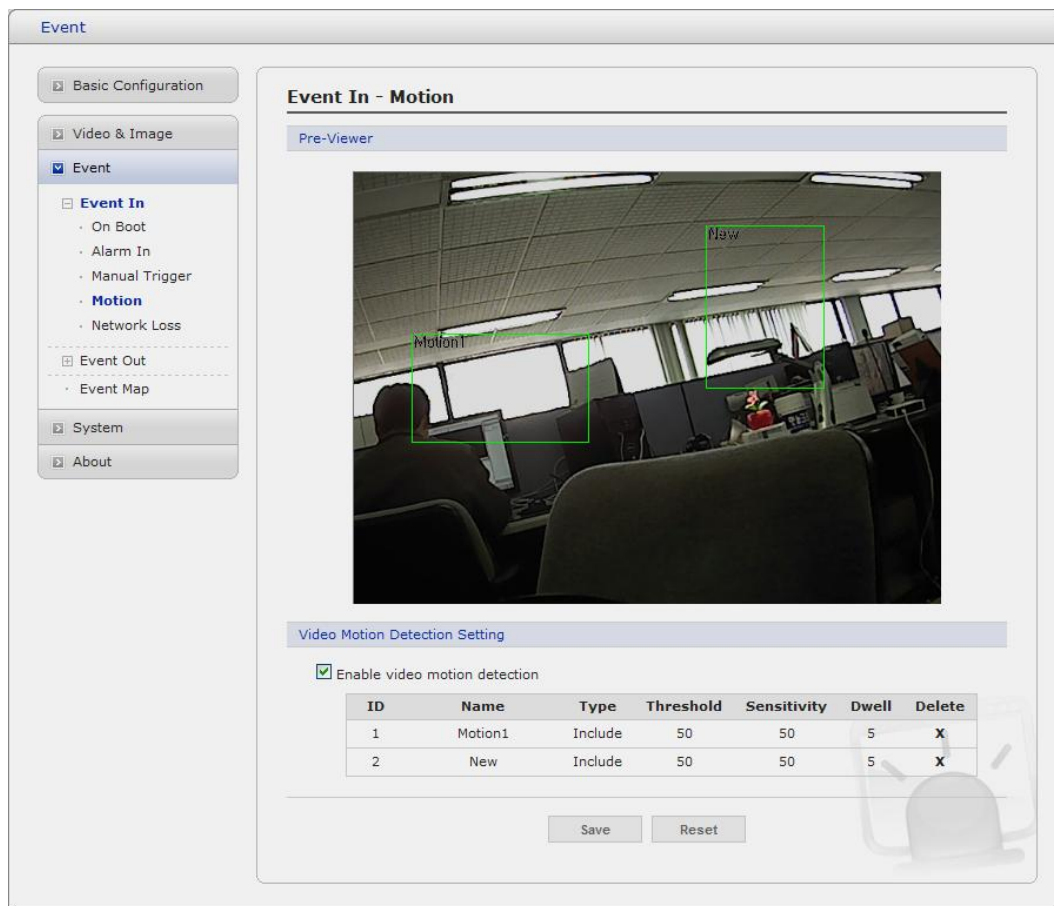 Event
Basic Configuration
Video & Image
Event
Event In
On Boot
Alarm In
Manual Trigger
Motion
Network Loss
Event Out
Event Map
System
About
Event In - Motion
Pre-Viewer
New
Motion1
Video Motion Detection Setting
Enable video motion detection
ID Name Type Threshold Sensitivity Dwell Delete
1 Motion1 Include 50 50 5 X
2 New Include 50 50 5 X
Save Reset